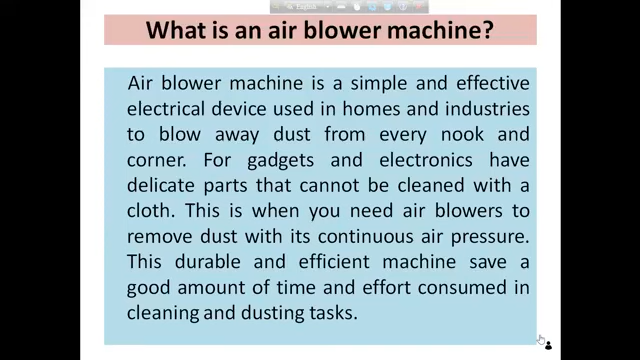 English
What is an air blower machine?
Air blower machine is a simple and effective
electrical device used in homes and industries
to blow away dust from every nook and
corner. For gadgets and electronics have
delicate parts that cannot be cleaned with a
cloth. This is when you need air blowers to
remove dust with its continuous air pressure.
This durable and efficient machine save a
good amount of time and effort consumed in
cleaning and dusting tasks.